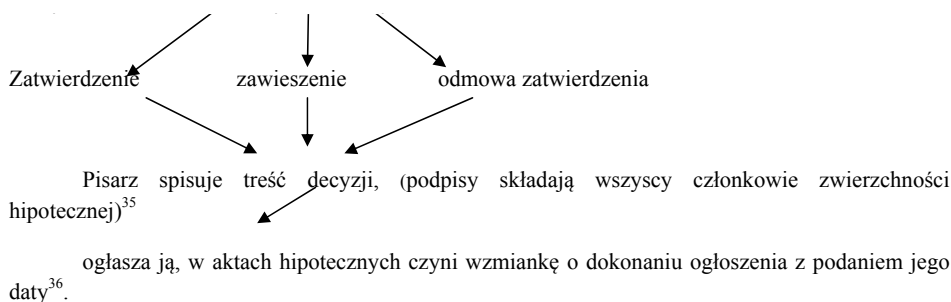 Zatwierdzenie zawieszenie odmowa zatwierdzenia
Pisarz spisuje treść decyzji, (podpisy składają wszyscy członkowie zwierzchności
hipotecznej)35
ogłasza ją, w aktach hipotecznych czyni wzmiankę o dokonaniu ogłoszenia z podaniem jego
daty36.